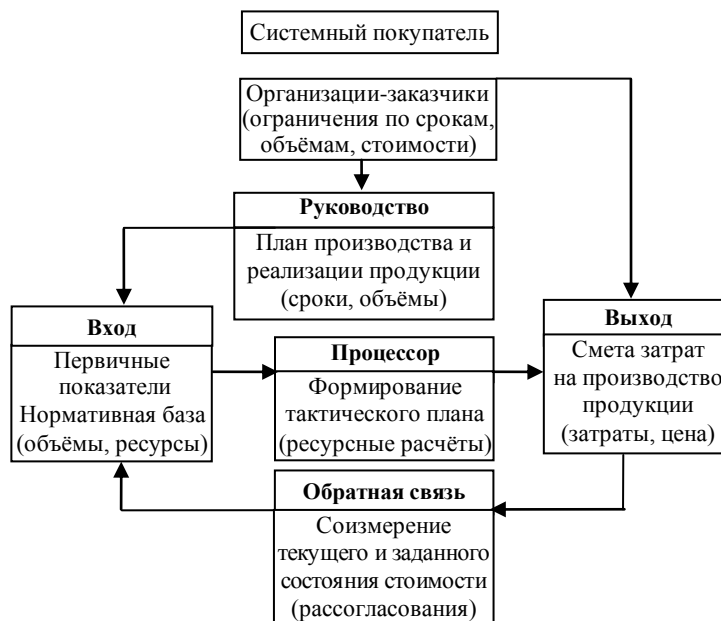 Системный покупатель
Организации-заказчики
(ограничения по срокам,
объёмам, стоимости)
Руководство
План производства и
реализации продукции
(сроки, объёмы)
Вход
Первичные
показатели
Нормативная база
(объёмы, ресурсы)
Процессор
Формирование
тактического плана
(ресурсные расчёты)
Выход
Смета затрат
на производство
продукции
(затраты, цена)
Обратная связь
Соизмерение
текущего и заданного
состояния стоимости
(рассогласования)